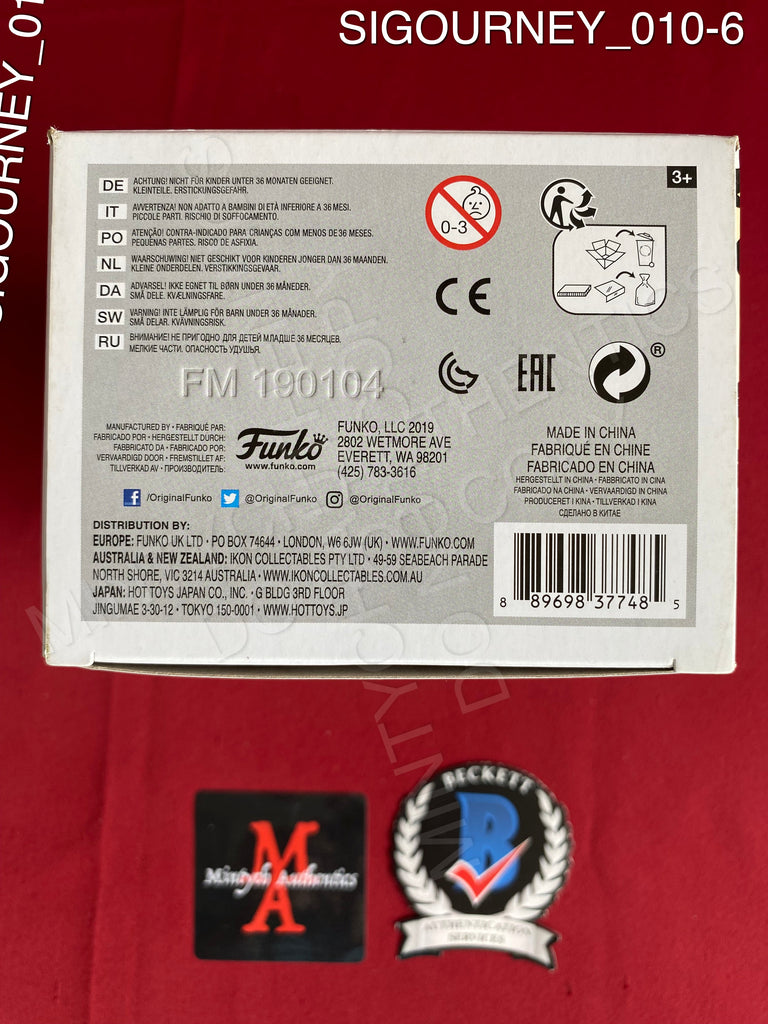 SIGOURNEY_010-6
SIGOURNEY_01
3+
DE ACHTUNG! NICHT FÜR KINDER UNTER 36 MONATEN GEEIGNET.
KLEINTEILE. ERSTICKUNGSGEFAHR.
IT AVVERTENZA! NON ADATTO A BAMBINI DI ETÀ INFERIORE A 36 MESI.
PICCOLE PARTI. RISCHIO DI SOFFOCAMENTO.
PO ATENÇÃO! CONTRA-INDICADO PARA CRIANÇAS COM MENOS DE 36 MESES.
PEQUENAS PARTES. RISCO DE ASFIXIA.
NL WAARSCHUWING! NIET GESCHIKT VOOR KINDEREN JONGER DAN 36 MAANDEN.
KLEINE ONDERDELEN. VERSTIKKINGSGEVAAR.
DA ADVARSEL! IKKE EGNET TIL BØRN UNDER 36 MÅNEDER.
SMÅ DELE. KVÆLNINGSFARE.
SW VARNING! INTE LÄMPLIG FÖR BARN UNDER 36 MÅNADER.
SMÅ DELAR. KVÄVNINGSRISK.
RU ВНИМАНИЕ! НЕ ПРИГОДНО ДЛЯ ДЕТЕЙ МЛАДШЕ 36 МЕСЯЦЕВ.
МЕЛКИЕ ЧАСТИ. ОПАСНОСТЬ УДУШЬЯ.
0-3
CE
EAC
®
FM 190104
MANUFACTURED BY • FABRIQUÉ PAR:
FABRICADO POR • HERGESTELLT DURCH:
FABBRICATO DA • FABRICADO POR:
VERVAARDIGD DOOR • FREMSTILLET AF:
TILLVERKAD AV • ПРОИЗВОДИТЕЛЬ:
Funko
www.funko.com
FUNKO, LLC 2019
2802 WETMORE AVE
EVERETT, WA 98201
(425) 783-3616
MADE IN CHINA
FABRIQUÉ EN CHINE
FABRICADO EN CHINA
HERGESTELLT IN CHINA • FABBRICATO IN CINA
FABRICADO NA CHINA • VERVAARDIGD IN CHINA
PRODUCERET I KINA • TILLVERKAD I KINA
СДЕЛАНО В КИТАЕ
/OriginalFunko @OriginalFunko @OriginalFunko
DISTRIBUTION BY:
EUROPE: FUNKO UK LTD • PO BOX 74644 • LONDON, W6 6JW (UK) • WWW.FUNKO.COM
AUSTRALIA & NEW ZEALAND: IKON COLLECTABLES PTY LTD • 49-59 SEABEACH PARADE
NORTH SHORE, VIC 3214 AUSTRALIA • WWW.IKONCOLLECTABLES.COM.AU
JAPAN: HOT TOYS JAPAN CO., INC. • G BLDG 3RD FLOOR
JINGUMAE 3-30-12 • TOKYO 150-0001 • WWW.HOTTOYS.JP
8 89698 37748 5
MA
Mintych Authentics
BECKETT
B
AUTHENTICATION
SERVICES